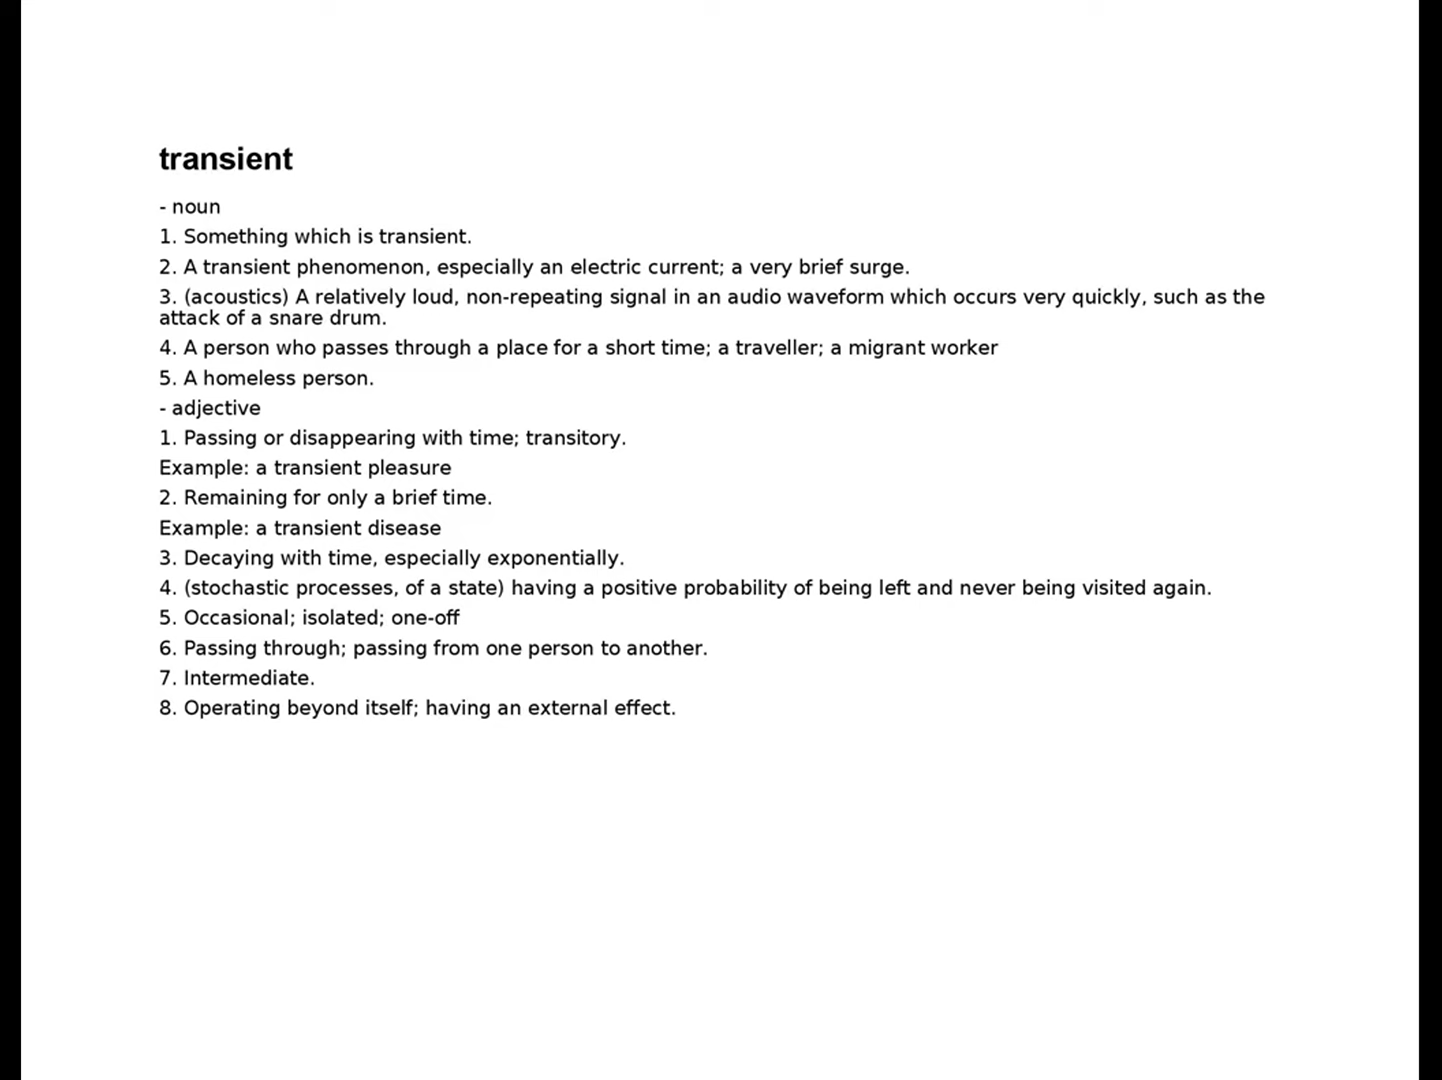 transient
- noun
1. Something which is transient.
2. A transient phenomenon, especially an electric current; a very brief surge.
3. (acoustics) A relatively loud, non-repeating signal in an audio waveform which occurs very quickly, such as the
attack of a snare drum.
4. A person who passes through a place for a short time; a traveller; a migrant worker
5. A homeless person.
- adjective
1. Passing or disappearing with time; transitory.
Example: a transient pleasure
2. Remaining for only a brief time.
Example: a transient disease
3. Decaying with time, especially exponentially.
4. (stochastic processes, of a state) having a positive probability of being left and never being visited again.
5. Occasional; isolated; one-off
6. Passing through; passing from one person to another.
7. Intermediate.
8. Operating beyond itself; having an external effect.